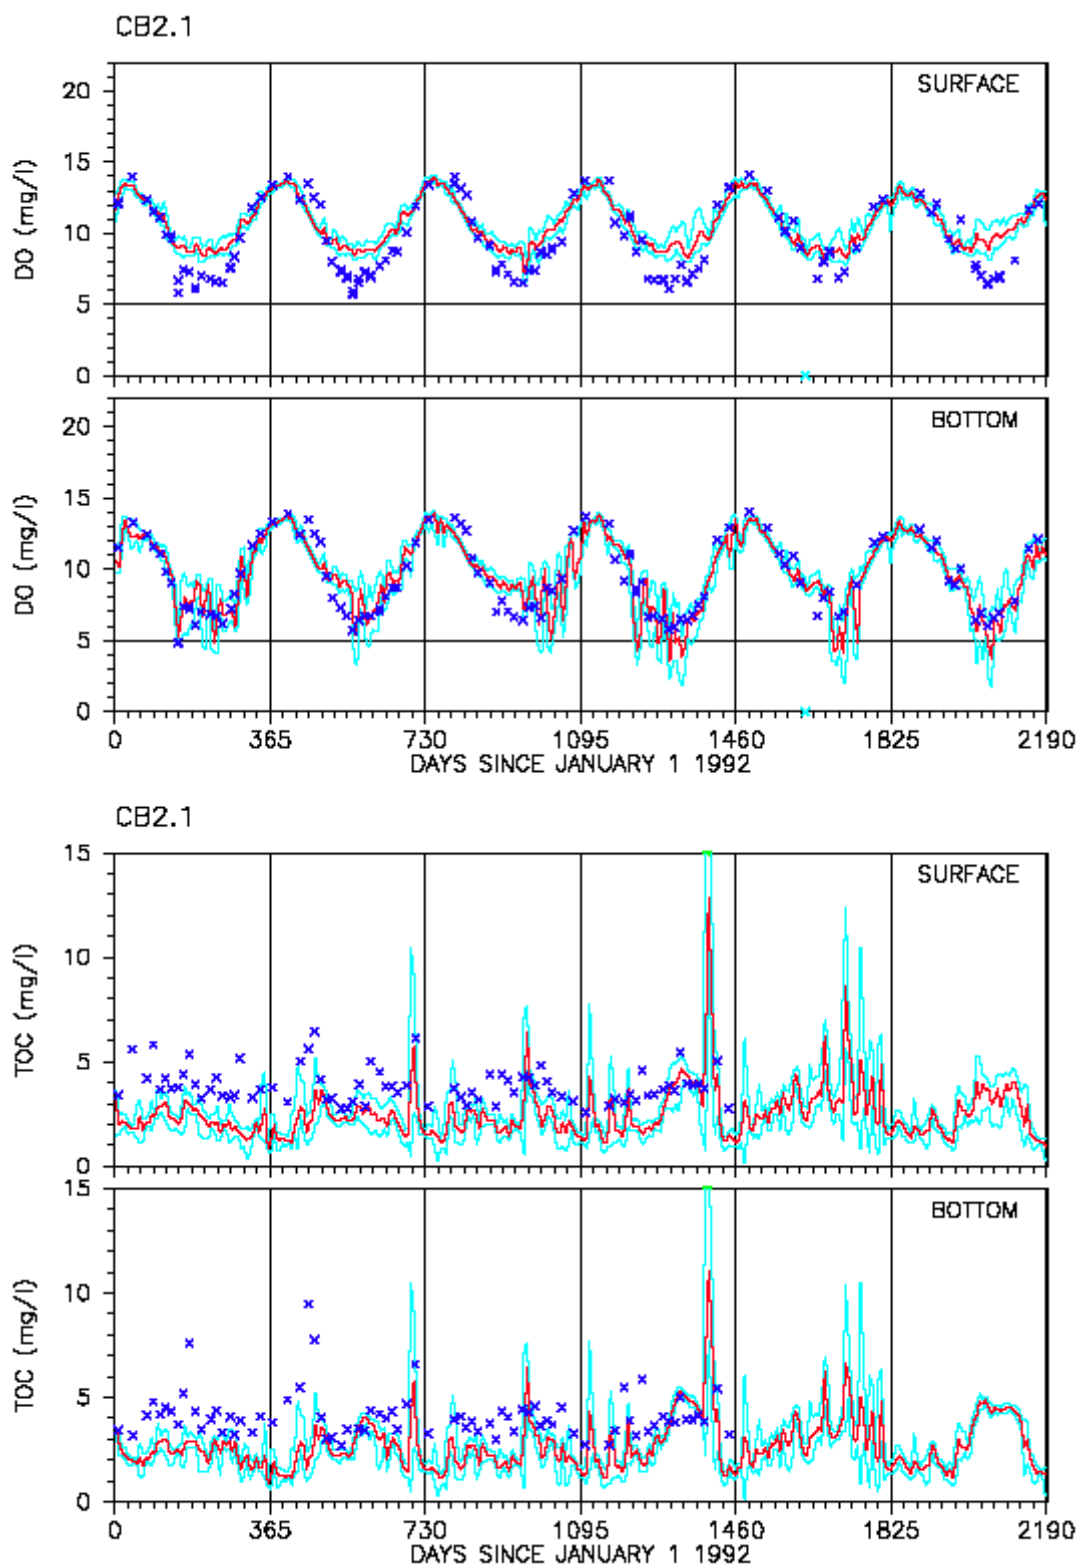 CB2.1
SURFACE
20
15
10
5
0
DO (mg/l)
BOTTOM
20
15
10
5
0
DO (mg/l)
0 365 730 1095 1460 1825 2190
DAYS SINCE JANUARY 1 1992
CB2.1
SURFACE
15
10
5
0
TOC (mg/l)
BOTTOM
15
10
5
0
TOC (mg/l)
0 365 730 1095 1460 1825 2190
DAYS SINCE JANUARY 1 1992